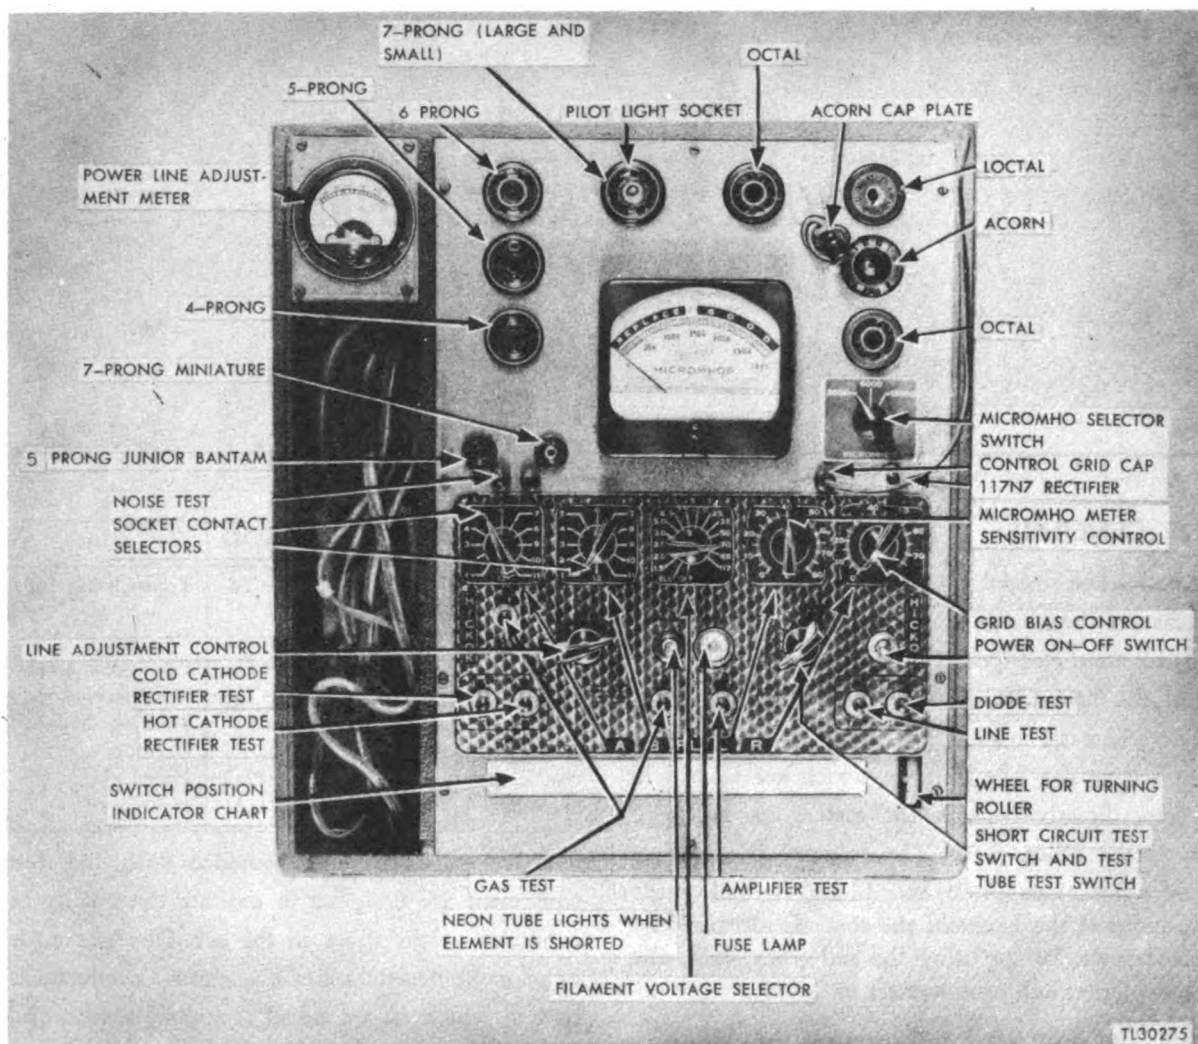 7-PRONG (LARGE AND
SMALL)
OCTAL
5-PRONG
6 PRONG
PILOT LIGHT SOCKET
ACORN CAP PLATE
POWER LINE ADJUST-
MENT METER
LOCTAL
ACORN
4-PRONG
OCTAL
REPLACE GOOD
MICROMHOS
7-PRONG MINIATURE
MICROMHO SELECTOR
SWITCH
5 PRONG JUNIOR BANTAM
CONTROL GRID CAP
117N7 RECTIFIER
NOISE TEST
SOCKET CONTACT
SELECTORS
MICROMHO METER
SENSITIVITY CONTROL
LINE ADJUSTMENT CONTROL
GRID BIAS CONTROL
POWER ON-OFF SWITCH
COLD CATHODE
RECTIFIER TEST
HOT CATHODE
RECTIFIER TEST
DIODE TEST
LINE TEST
HICKOK
A B R L R
SWITCH POSITION
INDICATOR CHART
WHEEL FOR TURNING
ROLLER
SHORT CIRCUIT TEST
SWITCH AND TEST
TUBE TEST SWITCH
GAS TEST
AMPLIFIER TEST
NEON TUBE LIGHTS WHEN
ELEMENT IS SHORTED
FUSE LAMP
FILAMENT VOLTAGE SELECTOR
TL30275